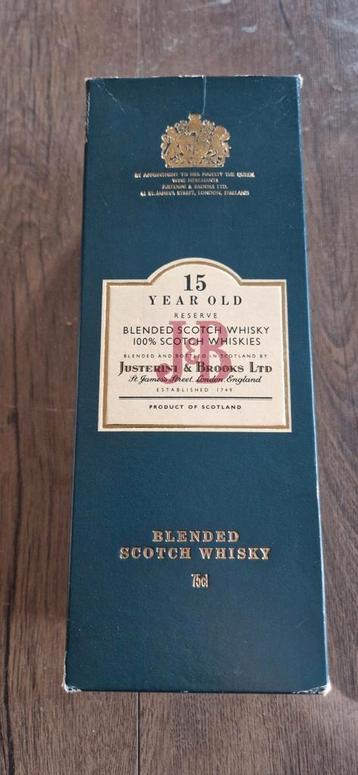 BY APPOINTMENT TO HER MAJESTY THE QUEEN
WINE MERCHANTS
JUSTERINI & BROOKS LTD.
61 ST. JAMES'S STREET, LONDON, ENGLAND
15
YEAR OLD
RESERVE
BLENDED SCOTCH WHISKY
100% SCOTCH WHISKIES
J&B
BLENDED AND BOTTLED IN SCOTLAND BY
JUSTERINI & BROOKS LTD
St. James's Street, London, England
ESTABLISHED 1749
PRODUCT OF SCOTLAND
BLENDED
SCOTCH WHISKY
75cl